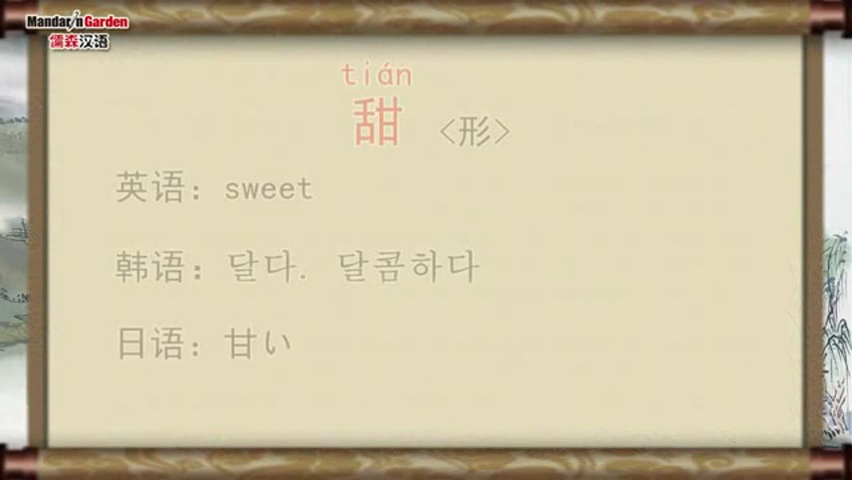 Mandarin Garden
儒森汉语
tián
甜 <形>
英语：sweet
韩语：달다. 달콤하다
日语：甘い